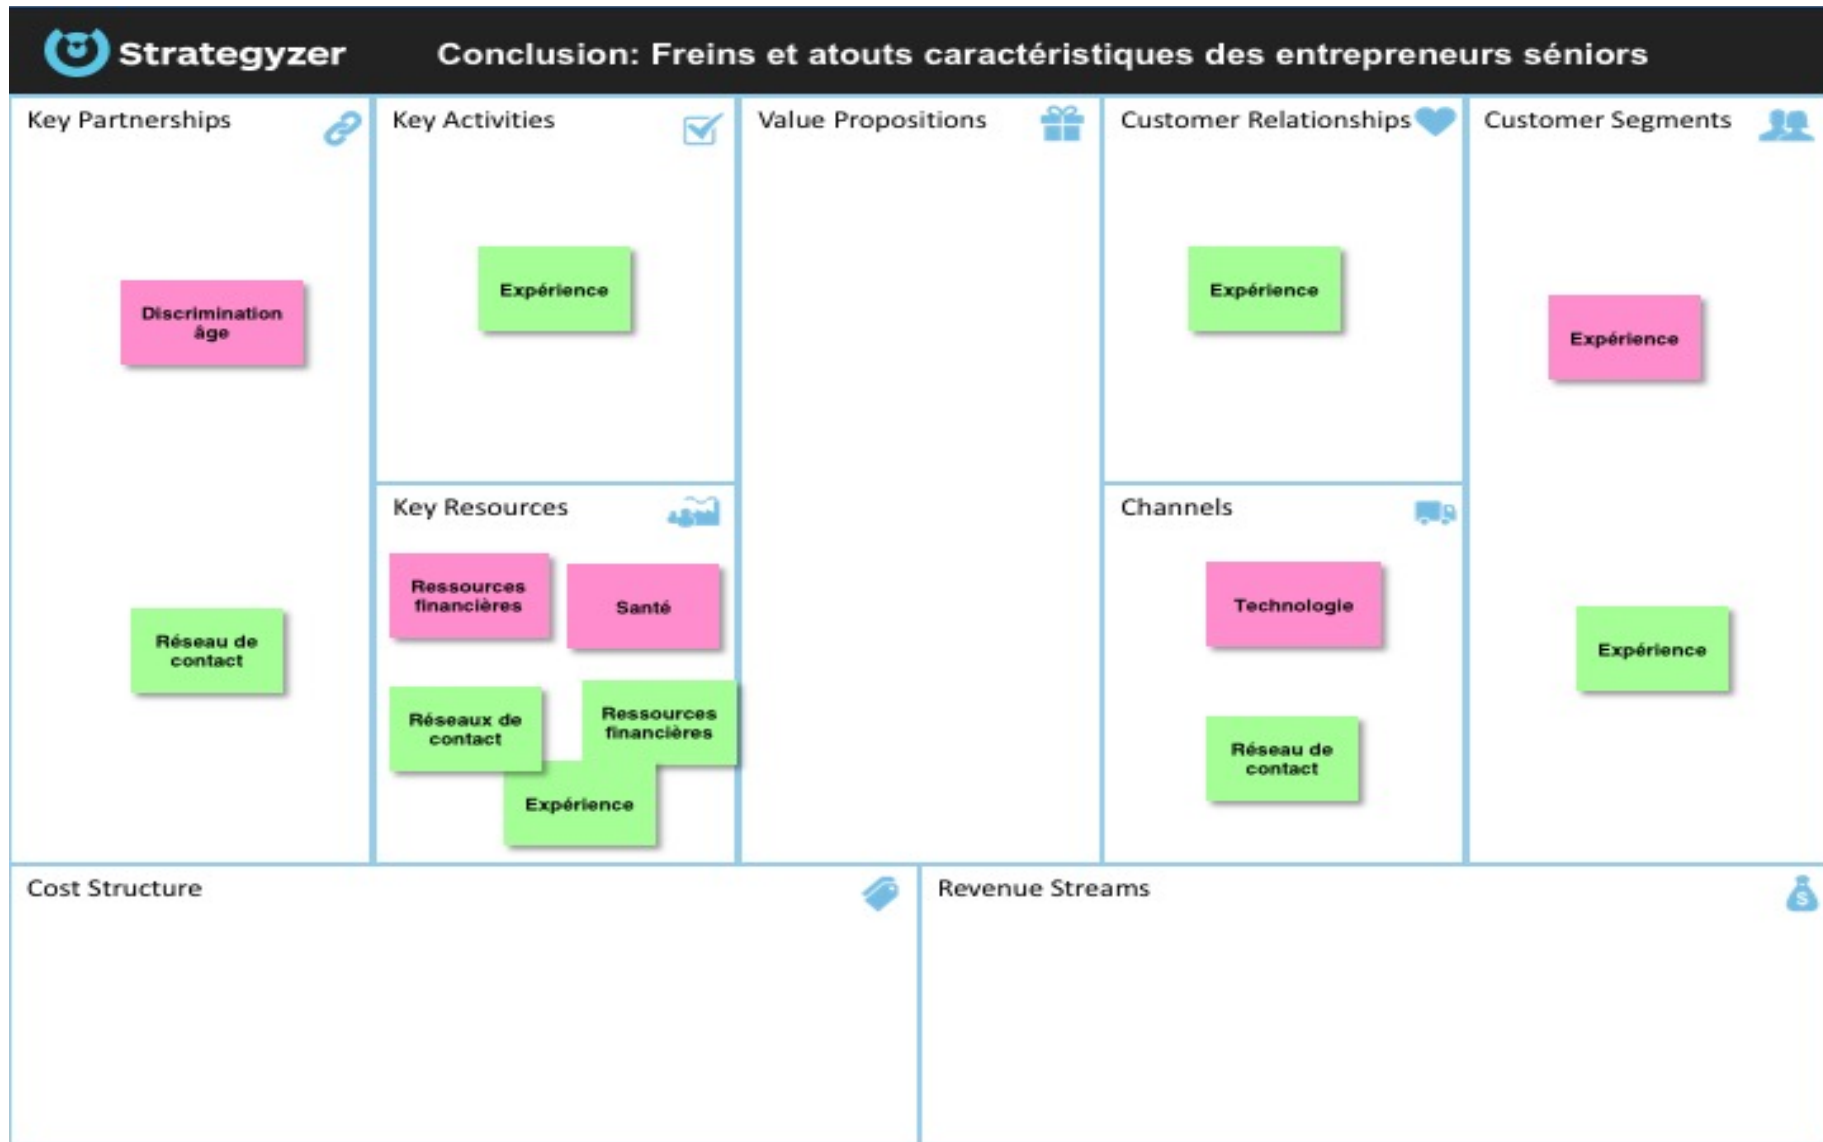 Strategyzer
Conclusion: Freins et atouts caractéristiques des entrepreneurs séniors
Key Partnerships
Discrimination
âge
Réseau de
contact
Key Activities
Expérience
Key Resources
Ressources
financières
Santé
Réseaux de
contact
Ressources
financières
Expérience
Value Propositions
Customer Relationships
Expérience
Channels
Technologie
Réseau de
contact
Customer Segments
Expérience
Expérience
Cost Structure
Revenue Streams
S